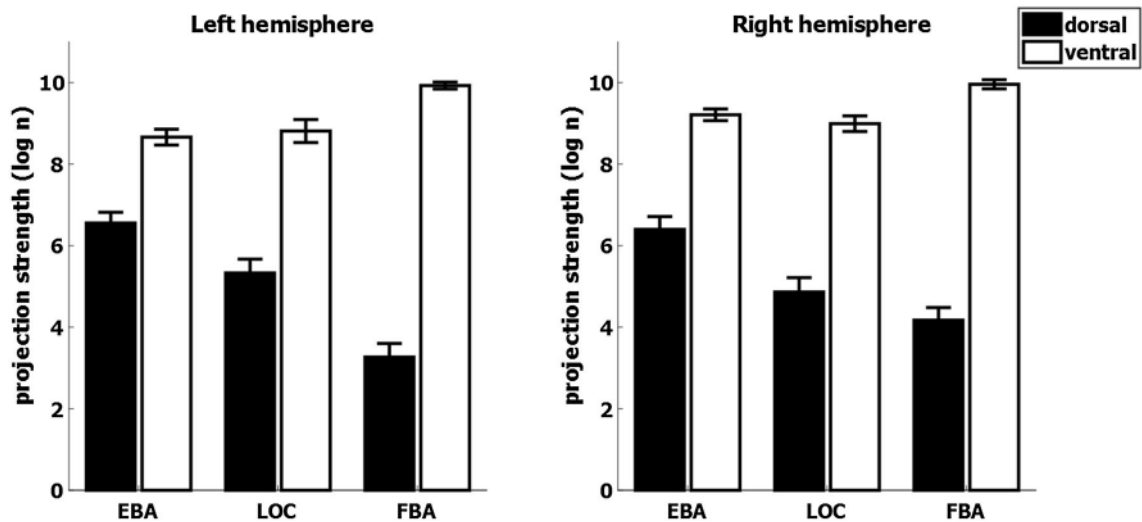 Left hemisphere
projection strength (log n)
10
8
6
4
2
0
EBA LOC FBA
Right hemisphere
projection strength (log n)
10
8
6
4
2
0
EBA LOC FBA
dorsal
ventral